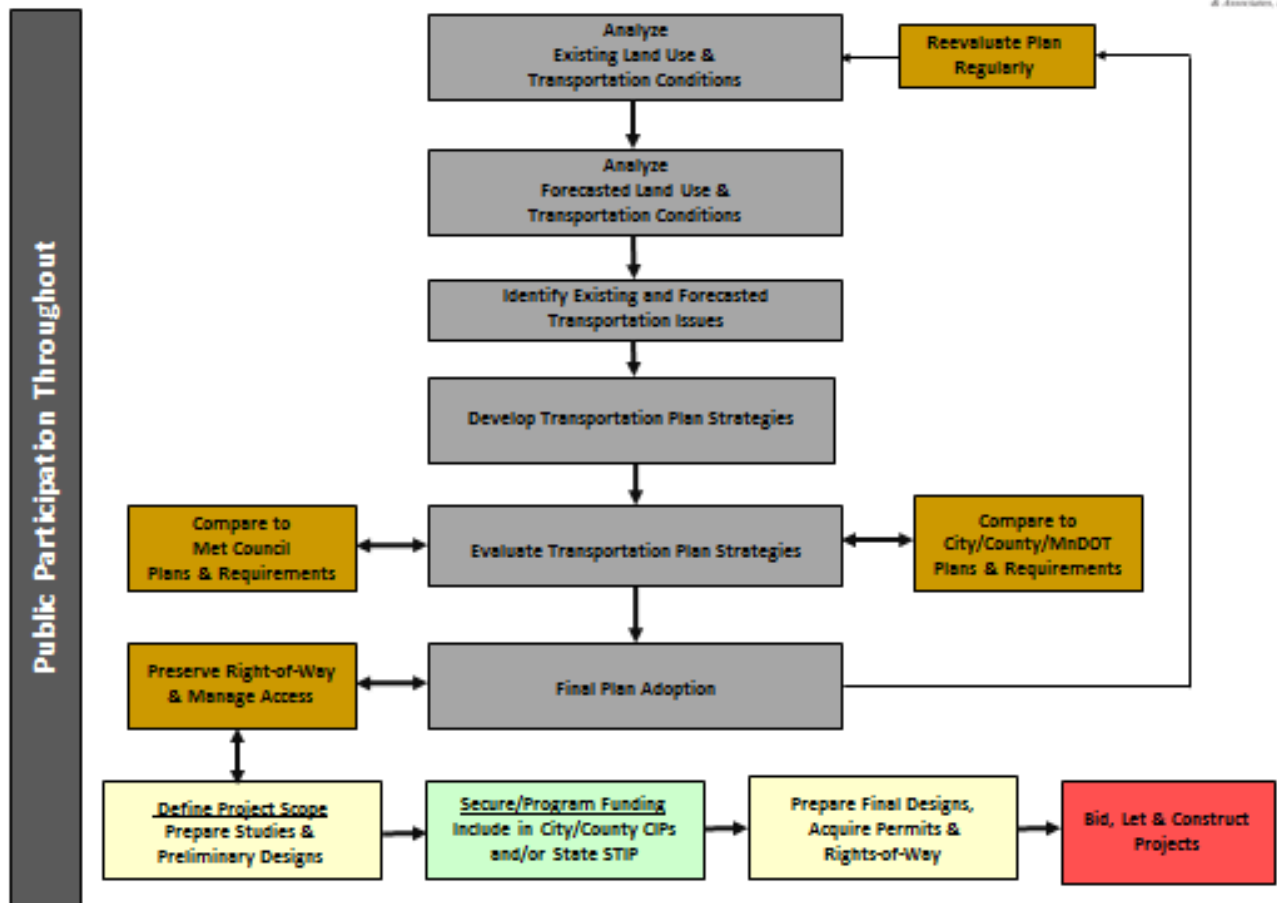 & Associates,
Public Participation Throughout
Analyze
Existing Land Use &
Transportation Conditions
Reevaluate Plan
Regularly
Analyze
Forecasted Land Use &
Transportation Conditions
Identify Existing and Forecasted
Transportation Issues
Develop Transportation Plan Strategies
Compare to
Met Council
Plans & Requirements
Evaluate Transportation Plan Strategies
Compare to
City/County/MnDOT
Plans & Requirements
Preserve Right-of-Way
& Manage Access
Final Plan Adoption
Define Project Scope
Prepare Studies &
Preliminary Designs
Secure/Program Funding
Include in City/County CIPs
and/or State STIP
Prepare Final Designs,
Acquire Permits &
Rights-of-Way
Bid, Let & Construct
Projects